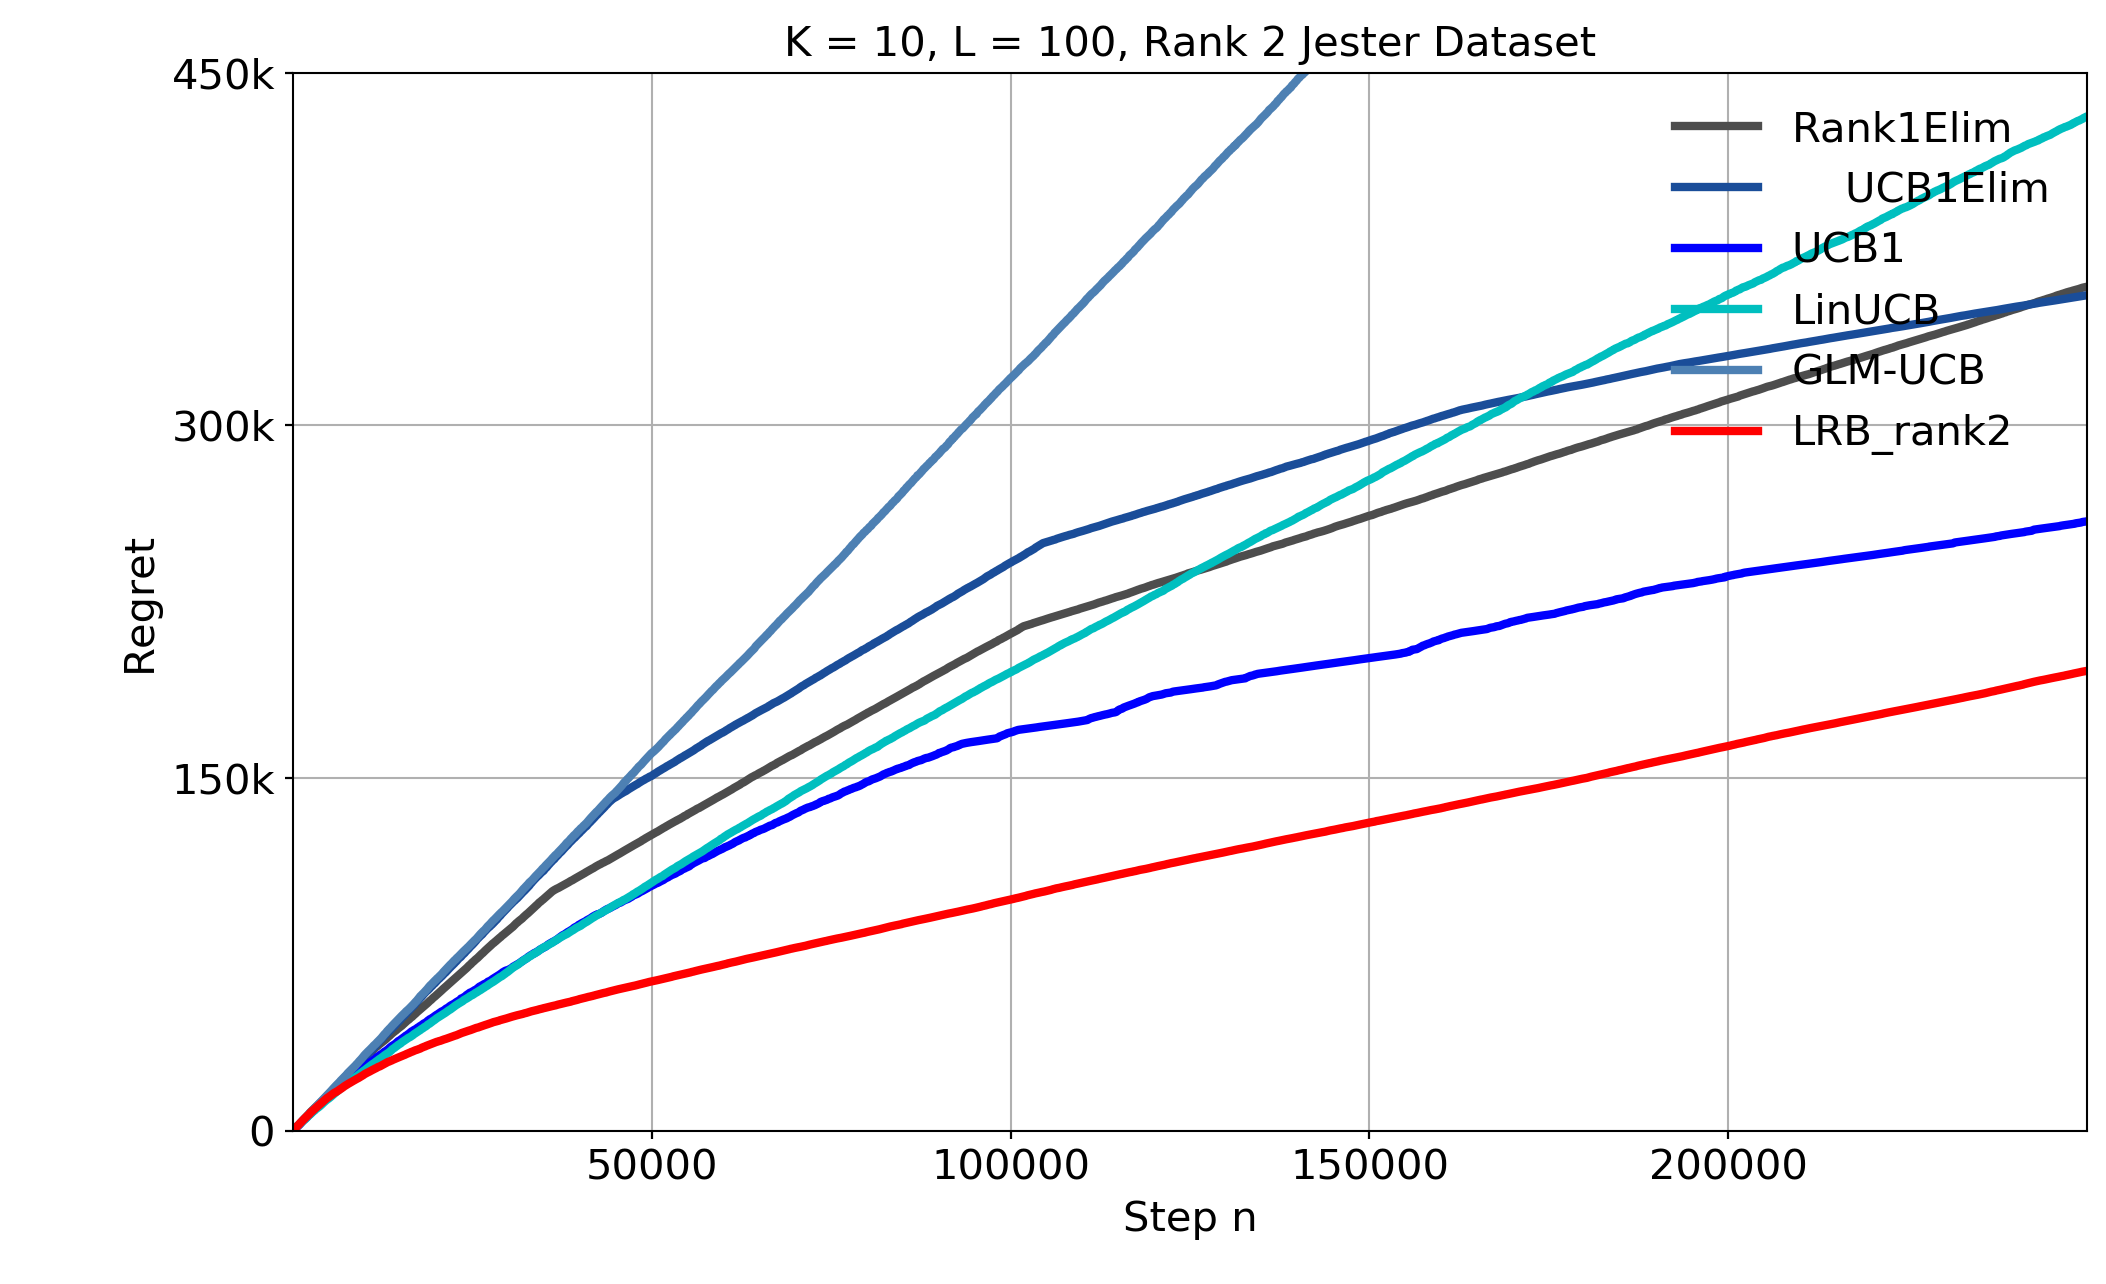 K = 10, L = 100, Rank 2 Jester Dataset
450k
300k
150k
0
Regret
Rank1Elim
UCB1Elim
UCB1
LinUCB
GLM-UCB
LRB_rank2
50000
100000
150000
200000
Step n